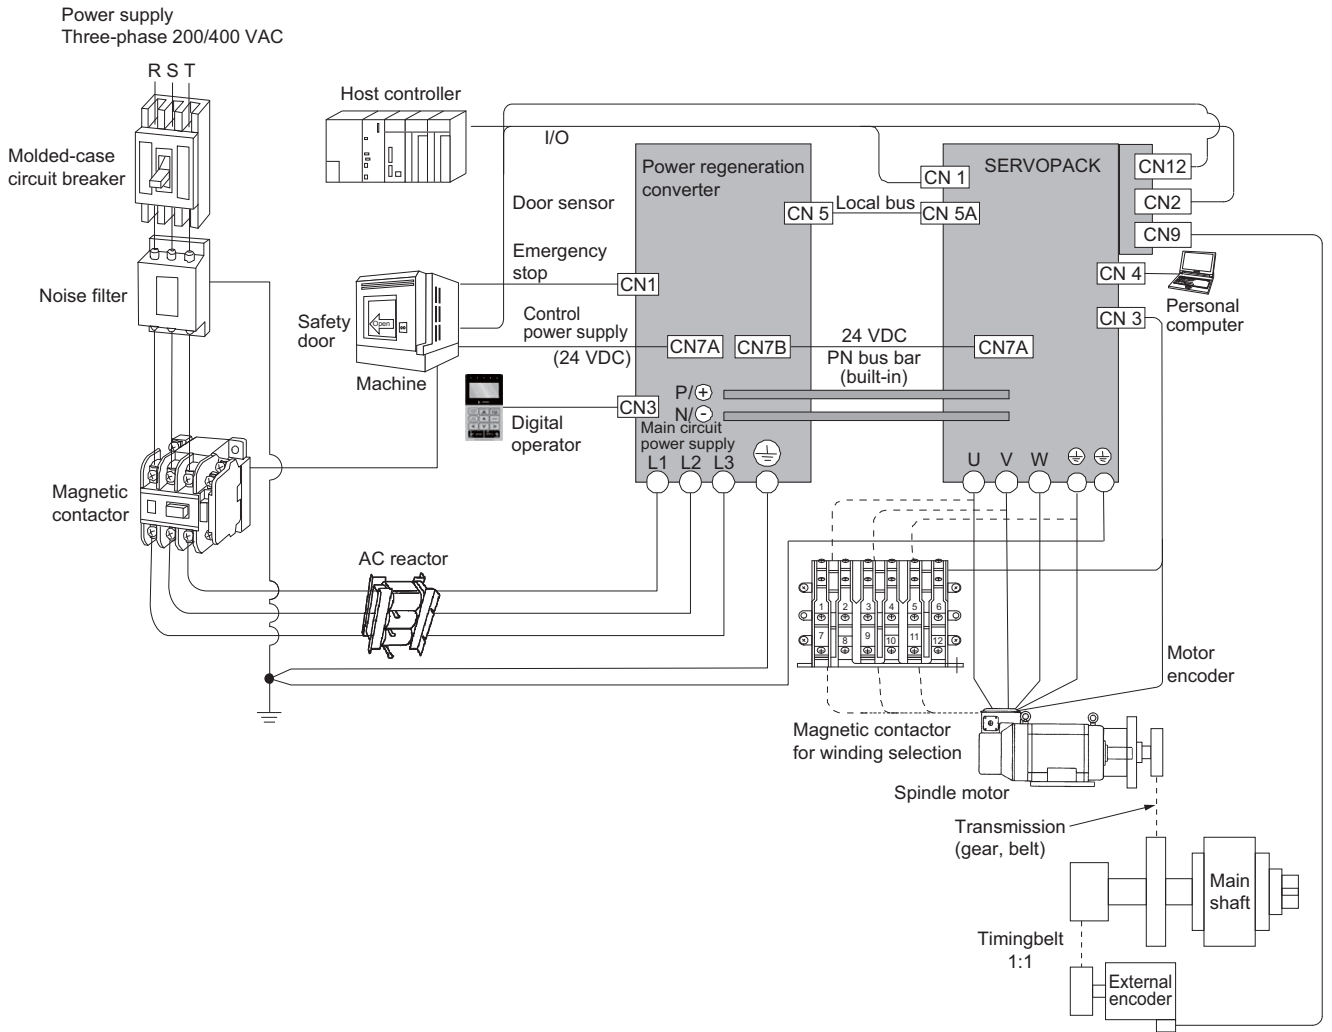 Power supply
Three-phase 200/400 VAC
R S T
Molded-case
circuit breaker
Noise filter
Magnetic
contactor
Host controller
I/O
Door sensor
Emergency
stop
Safety
door
Open
Machine
Control
power supply
(24 VDC)
Digital
operator
AC reactor
Power regeneration
converter
CN 5
CN1
CN7A
CN7B
CN3
P/+
N/-
Main circuit
power supply
L1 L2 L3
Local bus
24 VDC
PN bus bar
(built-in)
SERVOPACK
CN 1
CN 5A
CN12
CN2
CN9
CN 4
CN 3
CN7A
U V W
Personal
computer
1 2 3 4 5 6
7 8 9 10 11 12
Magnetic contactor
for winding selection
Motor
encoder
Spindle motor
Transmission
(gear, belt)
Main
shaft
Timingbelt
1:1
External
encoder